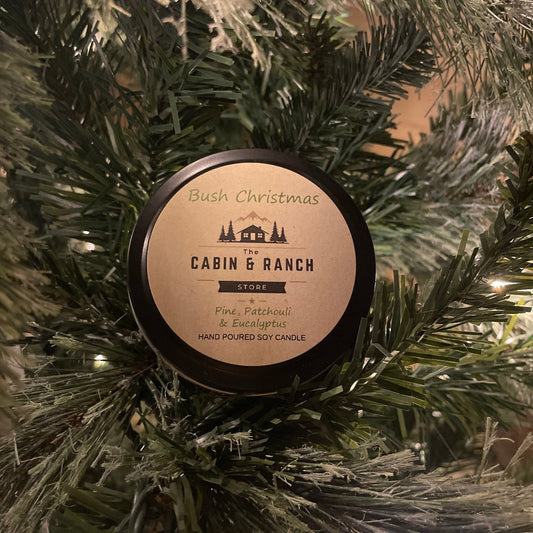 Bush Christmas
The
CABIN & RANCH
STORE
Pine, Patchouli
& Eucalyptus
HAND POURED SOY CANDLE